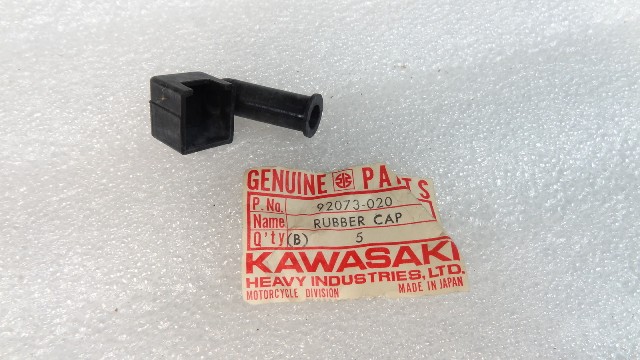 GENUINE PARTS
P. No. 92073-020
Name RUBBER CAP
Q'ty (B) 5
KAWASAKI
HEAVY INDUSTRIES, LTD.
MOTORCYCLE DIVISION MADE IN JAPAN